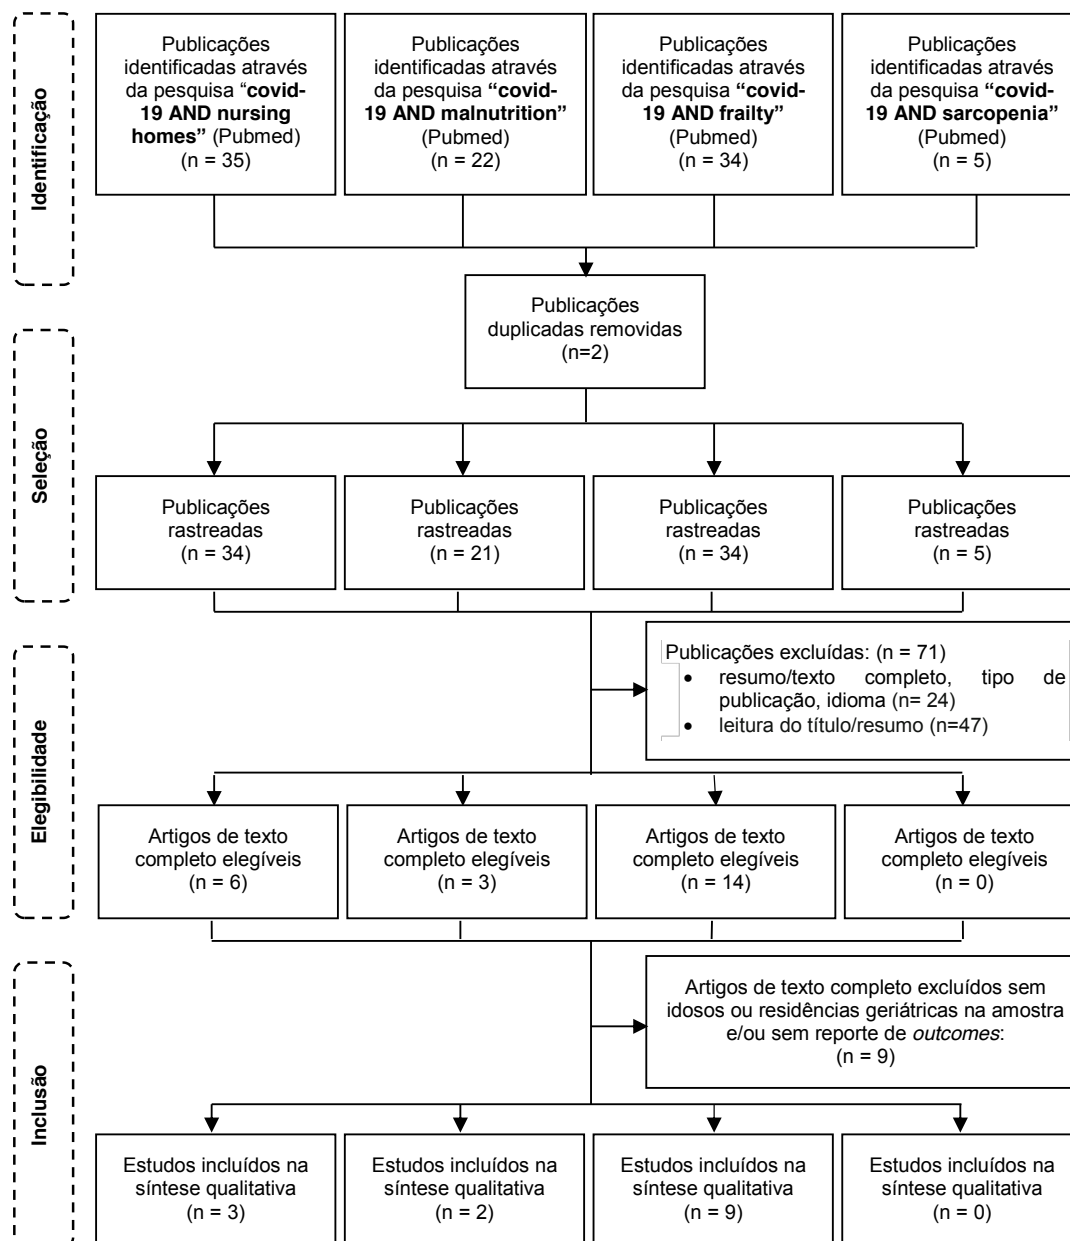 Identificação
Publicações
identificadas através
da pesquisa “covid-
19 AND nursing
homes” (Pubmed)
(n = 35)
Publicações
identificadas através
da pesquisa “covid-
19 AND malnutrition”
(Pubmed)
(n = 22)
Publicações
identificadas através
da pesquisa “covid-
19 AND frailty”
(Pubmed)
(n = 34)
Publicações
identificadas através
da pesquisa “covid-
19 AND sarcopenia”
(Pubmed)
(n = 5)
Publicações
duplicadas removidas
(n=2)
Seleção
Publicações
rastreadas
(n = 34)
Publicações
rastreadas
(n = 21)
Publicações
rastreadas
(n = 34)
Publicações
rastreadas
(n = 5)
Publicações excluídas: (n = 71)
• resumo/texto completo, tipo de
publicação, idioma (n= 24)
• leitura do título/resumo (n=47)
Elegibilidade
Artigos de texto
completo elegíveis
(n = 6)
Artigos de texto
completo elegíveis
(n = 3)
Artigos de texto
completo elegíveis
(n = 14)
Artigos de texto
completo elegíveis
(n = 0)
Artigos de texto completo excluídos sem
idosos ou residências geriátricas na amostra
e/ou sem reporte de outcomes:
(n = 9)
Inclusão
Estudos incluídos na
síntese qualitativa
(n = 3)
Estudos incluídos na
síntese qualitativa
(n = 2)
Estudos incluídos na
síntese qualitativa
(n = 9)
Estudos incluídos na
síntese qualitativa
(n = 0)